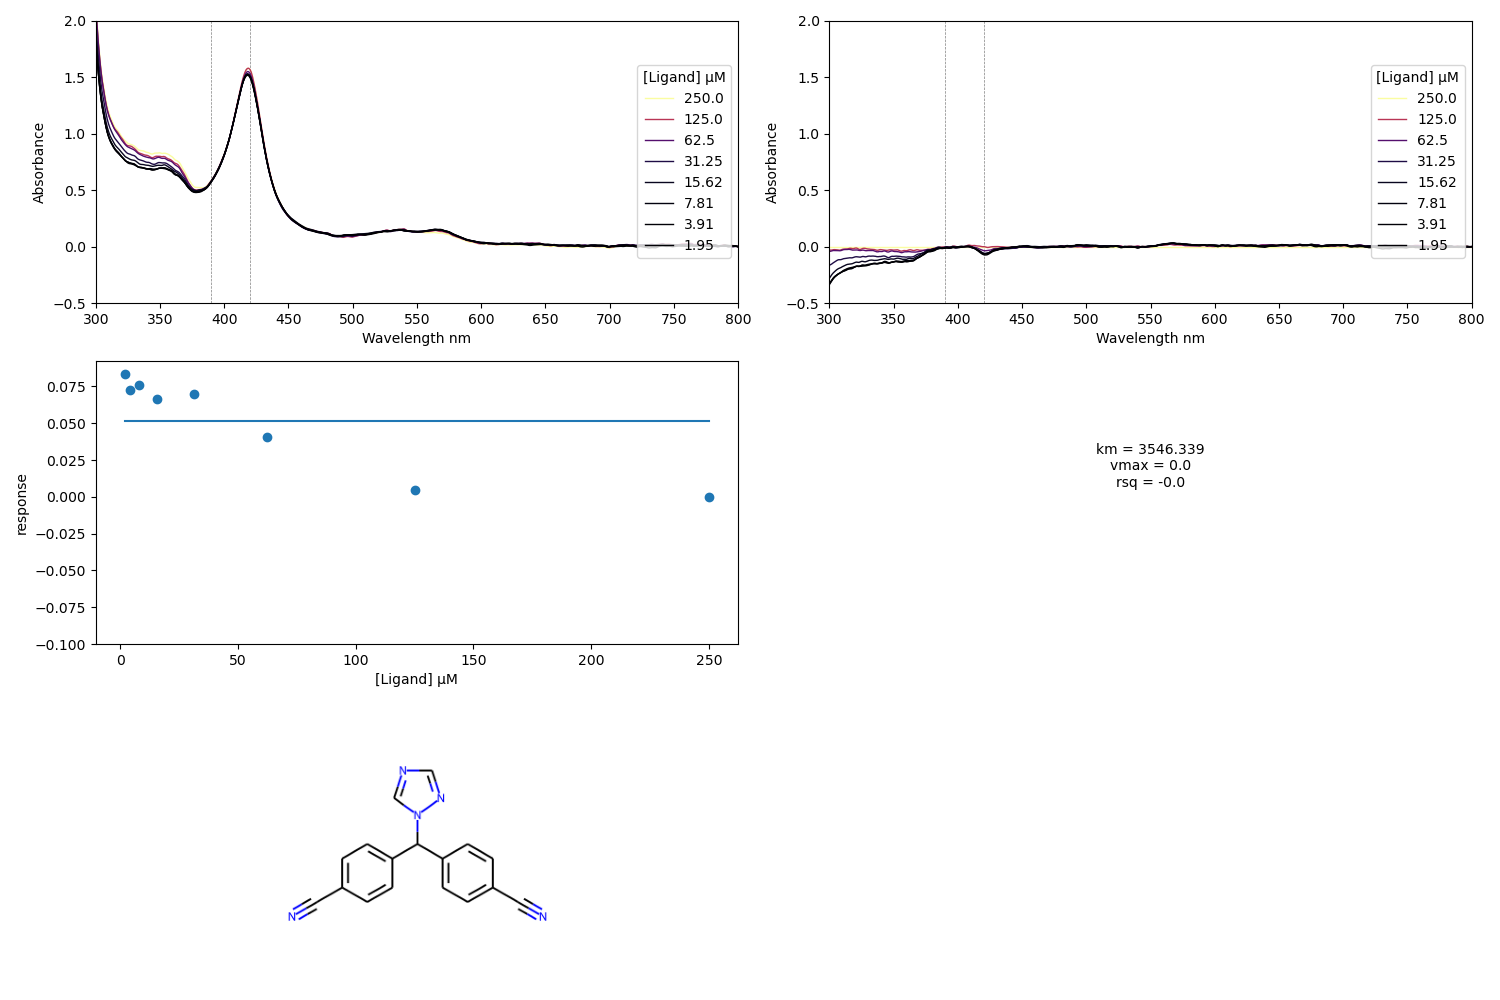 2.0
1.5
1.0
0.5
0.0
−0.5
Absorbance
300 350 400 450 500 550 600 650 700 750 800
Wavelength nm
[Ligand] μM
250.0
125.0
62.5
31.25
15.62
7.81
3.91
1.95
2.0
1.5
1.0
0.5
0.0
−0.5
Absorbance
300 350 400 450 500 550 600 650 700 750 800
Wavelength nm
[Ligand] μM
250.0
125.0
62.5
31.25
15.62
7.81
3.91
1.95
0.075
0.050
0.025
0.000
−0.025
−0.050
−0.075
−0.100
response
0 50 100 150 200 250
[Ligand] μM
km = 3546.339
vmax = 0.0
rsq = -0.0
N
N
N
N
N